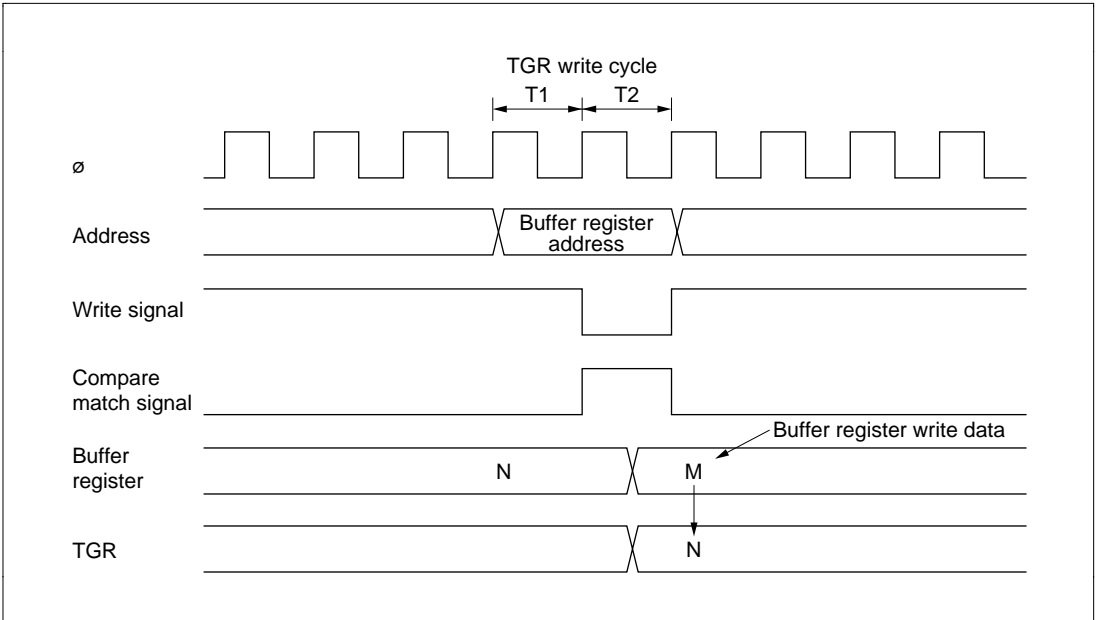 TGR write cycle
T1 T2
ø
Address
Buffer register
address
Write signal
Compare
match signal
Buffer register write data
Buffer
register
N M
TGR
N